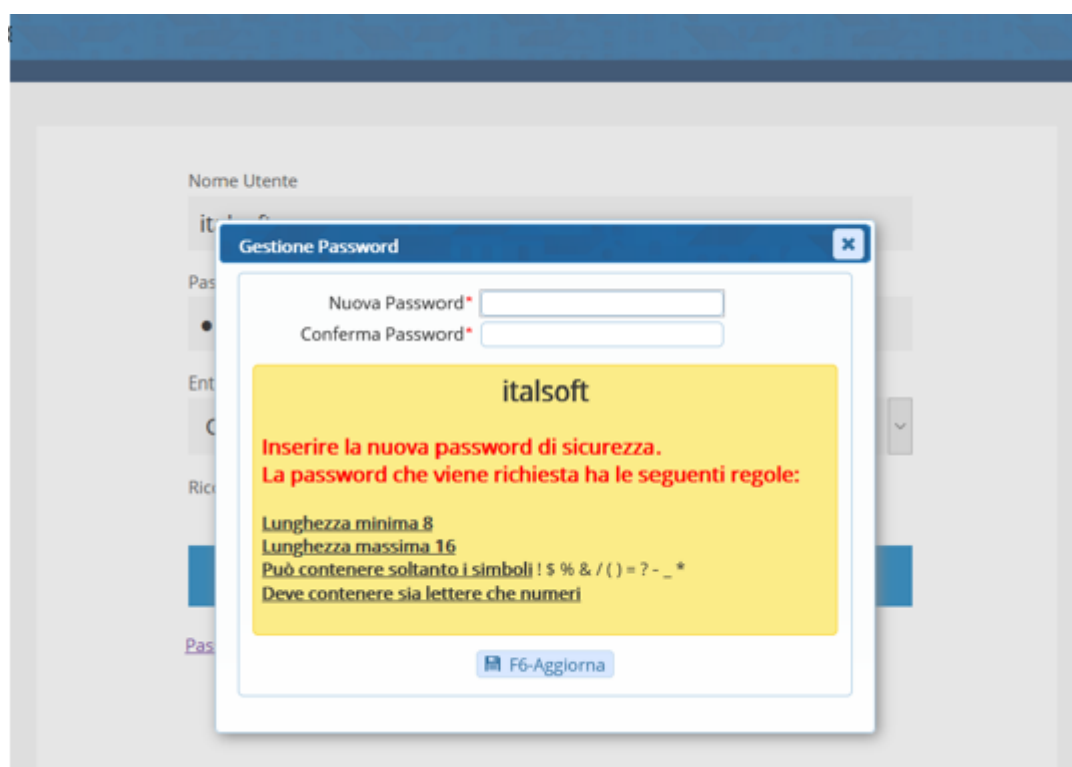 Nome Utente
Gestione Password
Nuova Password*
Conferma Password*
italsoft
Inserire la nuova password di sicurezza.
La password che viene richiesta ha le seguenti regole:
Lunghezza minima 8
Lunghezza massima 16
Può contenere soltanto i simboli ! $ % & / ( ) = ? - _ *
Deve contenere sia lettere che numeri
F6-Aggiorna